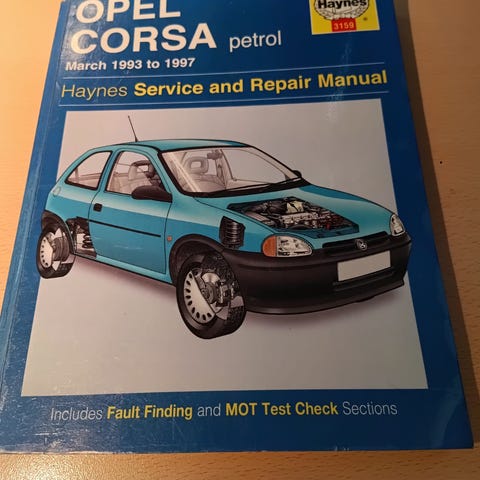 OPEL
CORSA petrol
March 1993 to 1997
Haynes
3159
Haynes Service and Repair Manual
Includes Fault Finding and MOT Test Check Sections